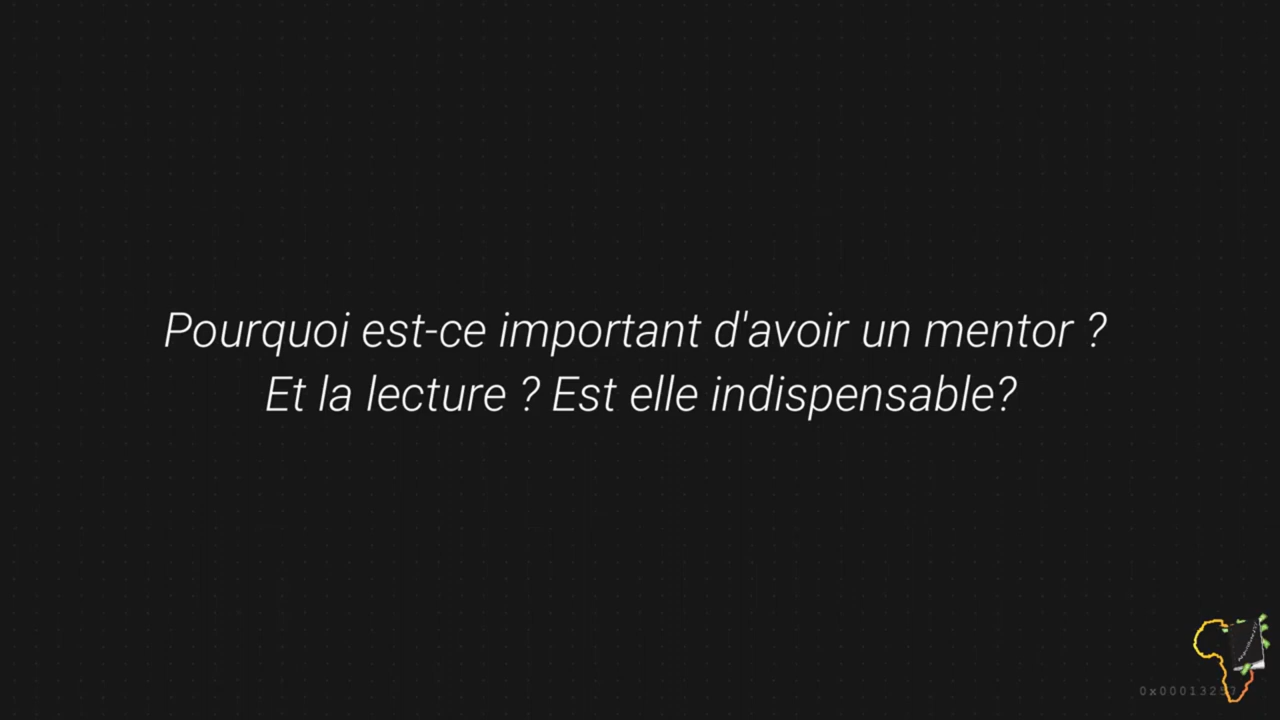 Pourquoi est-ce important d'avoir un mentor ?
Et la lecture ? Est elle indispensable?